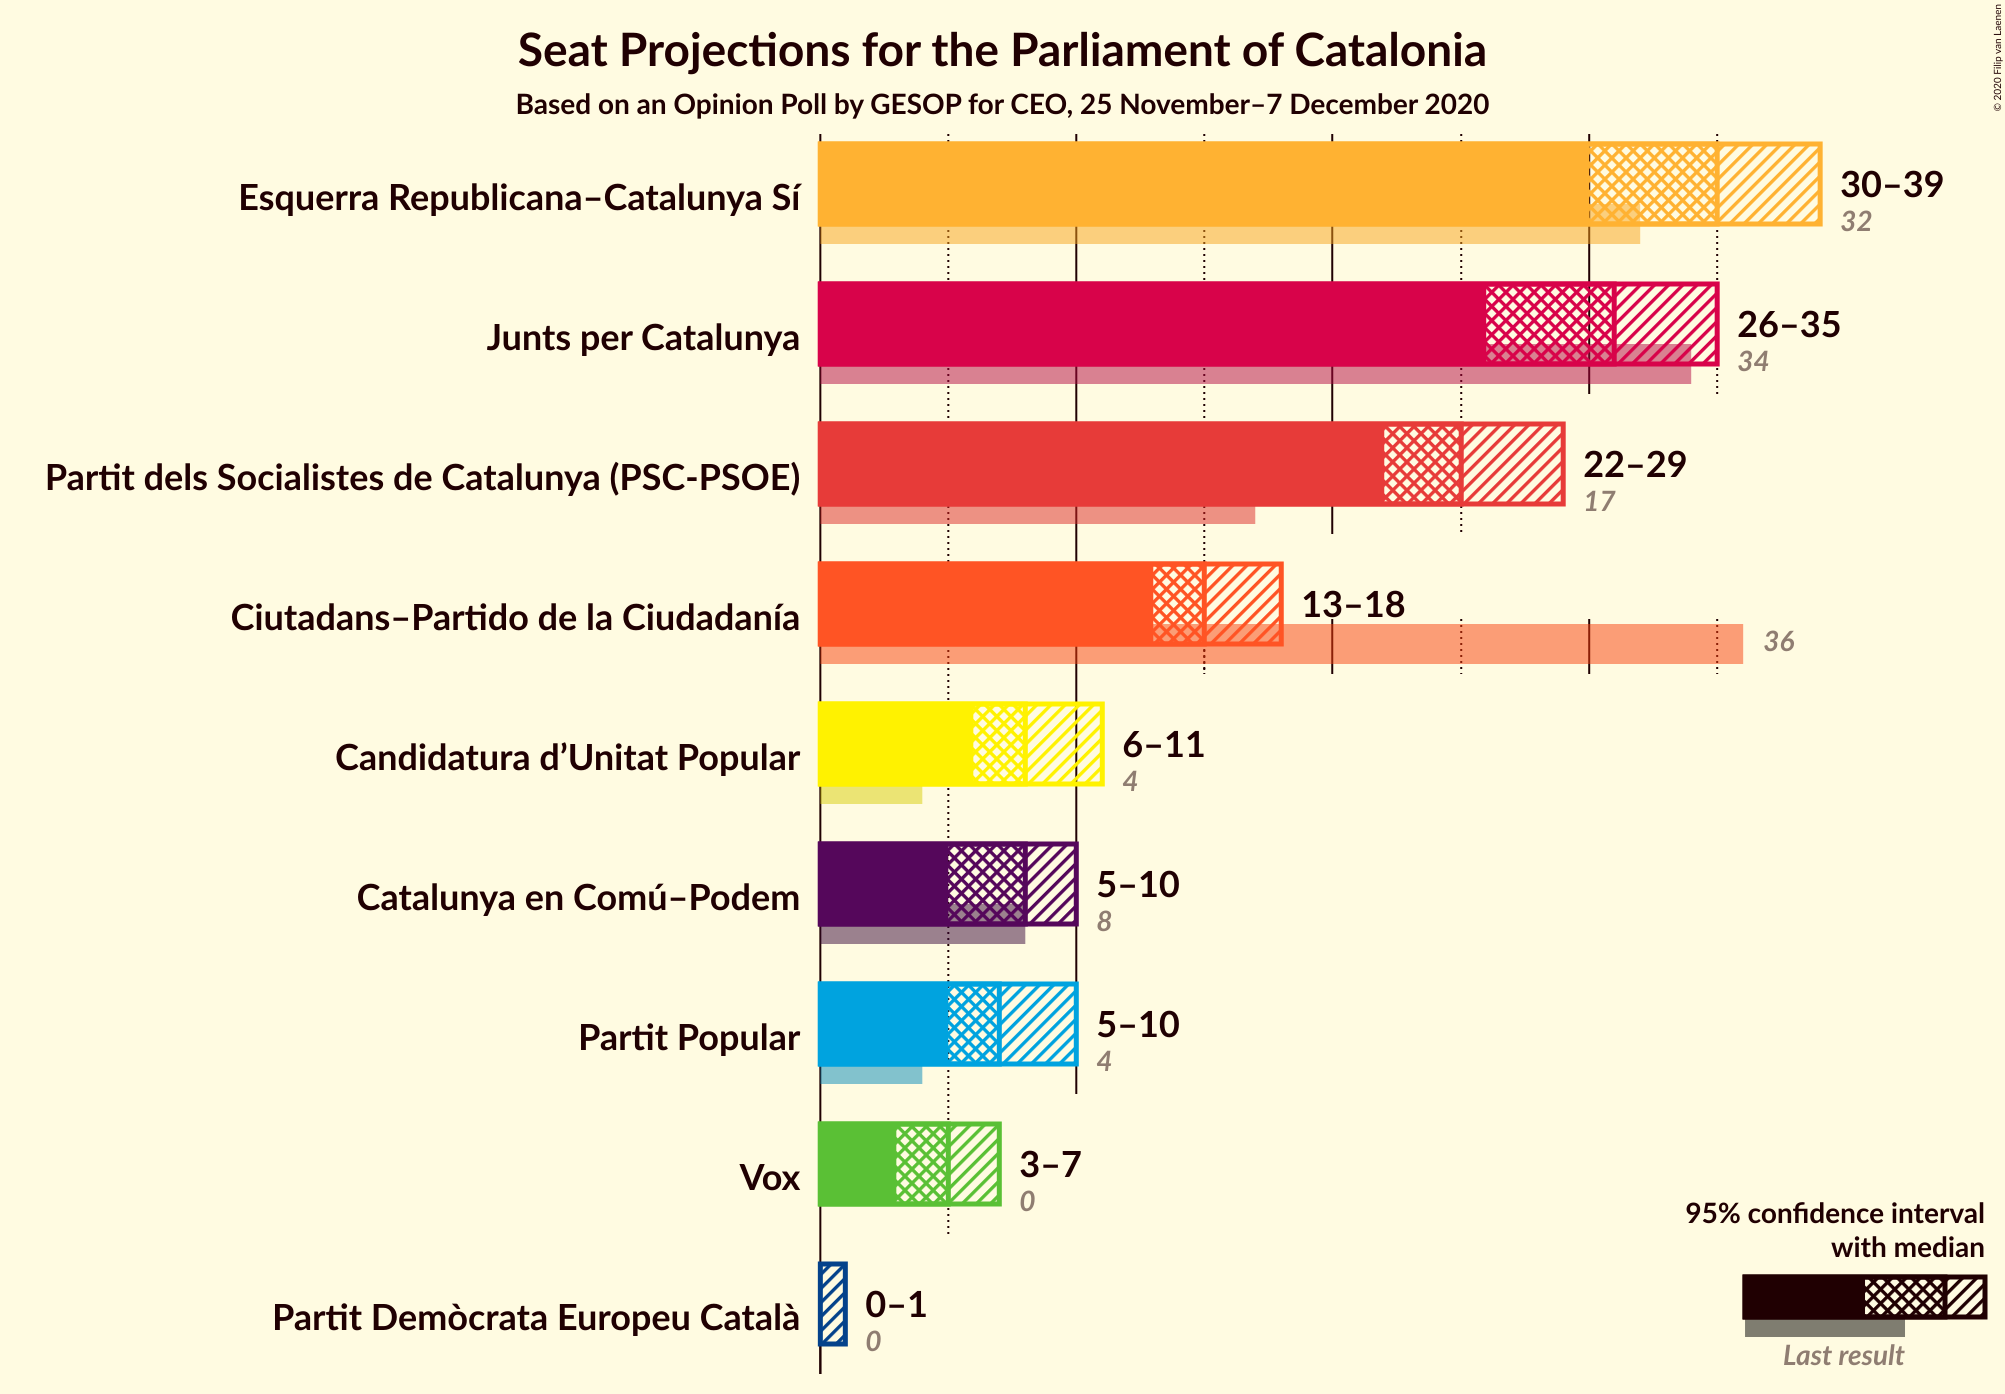 Seat Projections for the Parliament of Catalonia
Based on an Opinion Poll by GESOP for CEO, 25 November–7 December 2020
© 2020 Filip van Laenen
Esquerra Republicana–Catalunya Sí
30–39
32
Junts per Catalunya
26–35
34
Partit dels Socialistes de Catalunya (PSC-PSOE)
22–29
17
Ciutadans–Partido de la Ciudadanía
13–18
36
Candidatura d’Unitat Popular
6–11
4
Catalunya en Comú–Podem
5–10
8
Partit Popular
5–10
4
Vox
3–7
0
Partit Demòcrata Europeu Català
0–1
0
95% confidence interval
with median
Last result